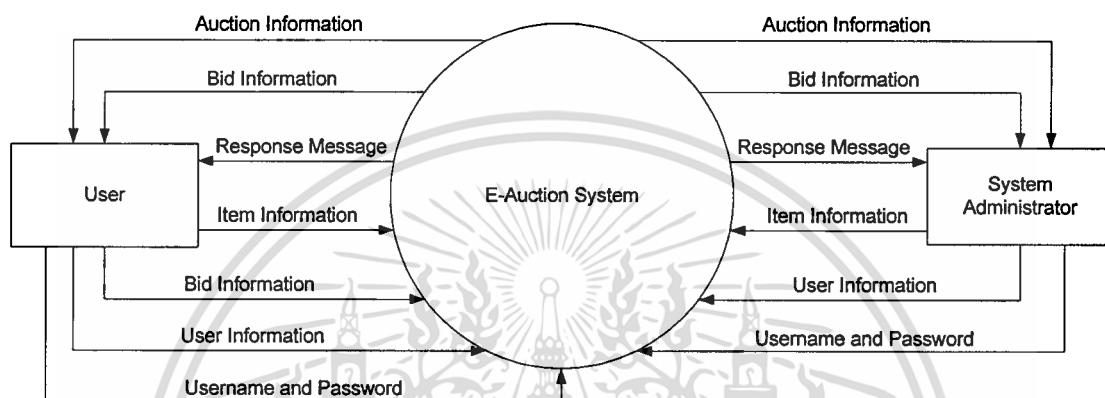 Auction Information
Auction Information
Bid Information
Bid Information
Response Message
Response Message
User
E-Auction System
System
Administrator
Item Information
Item Information
Bid Information
User Information
User Information
Username and Password
Username and Password